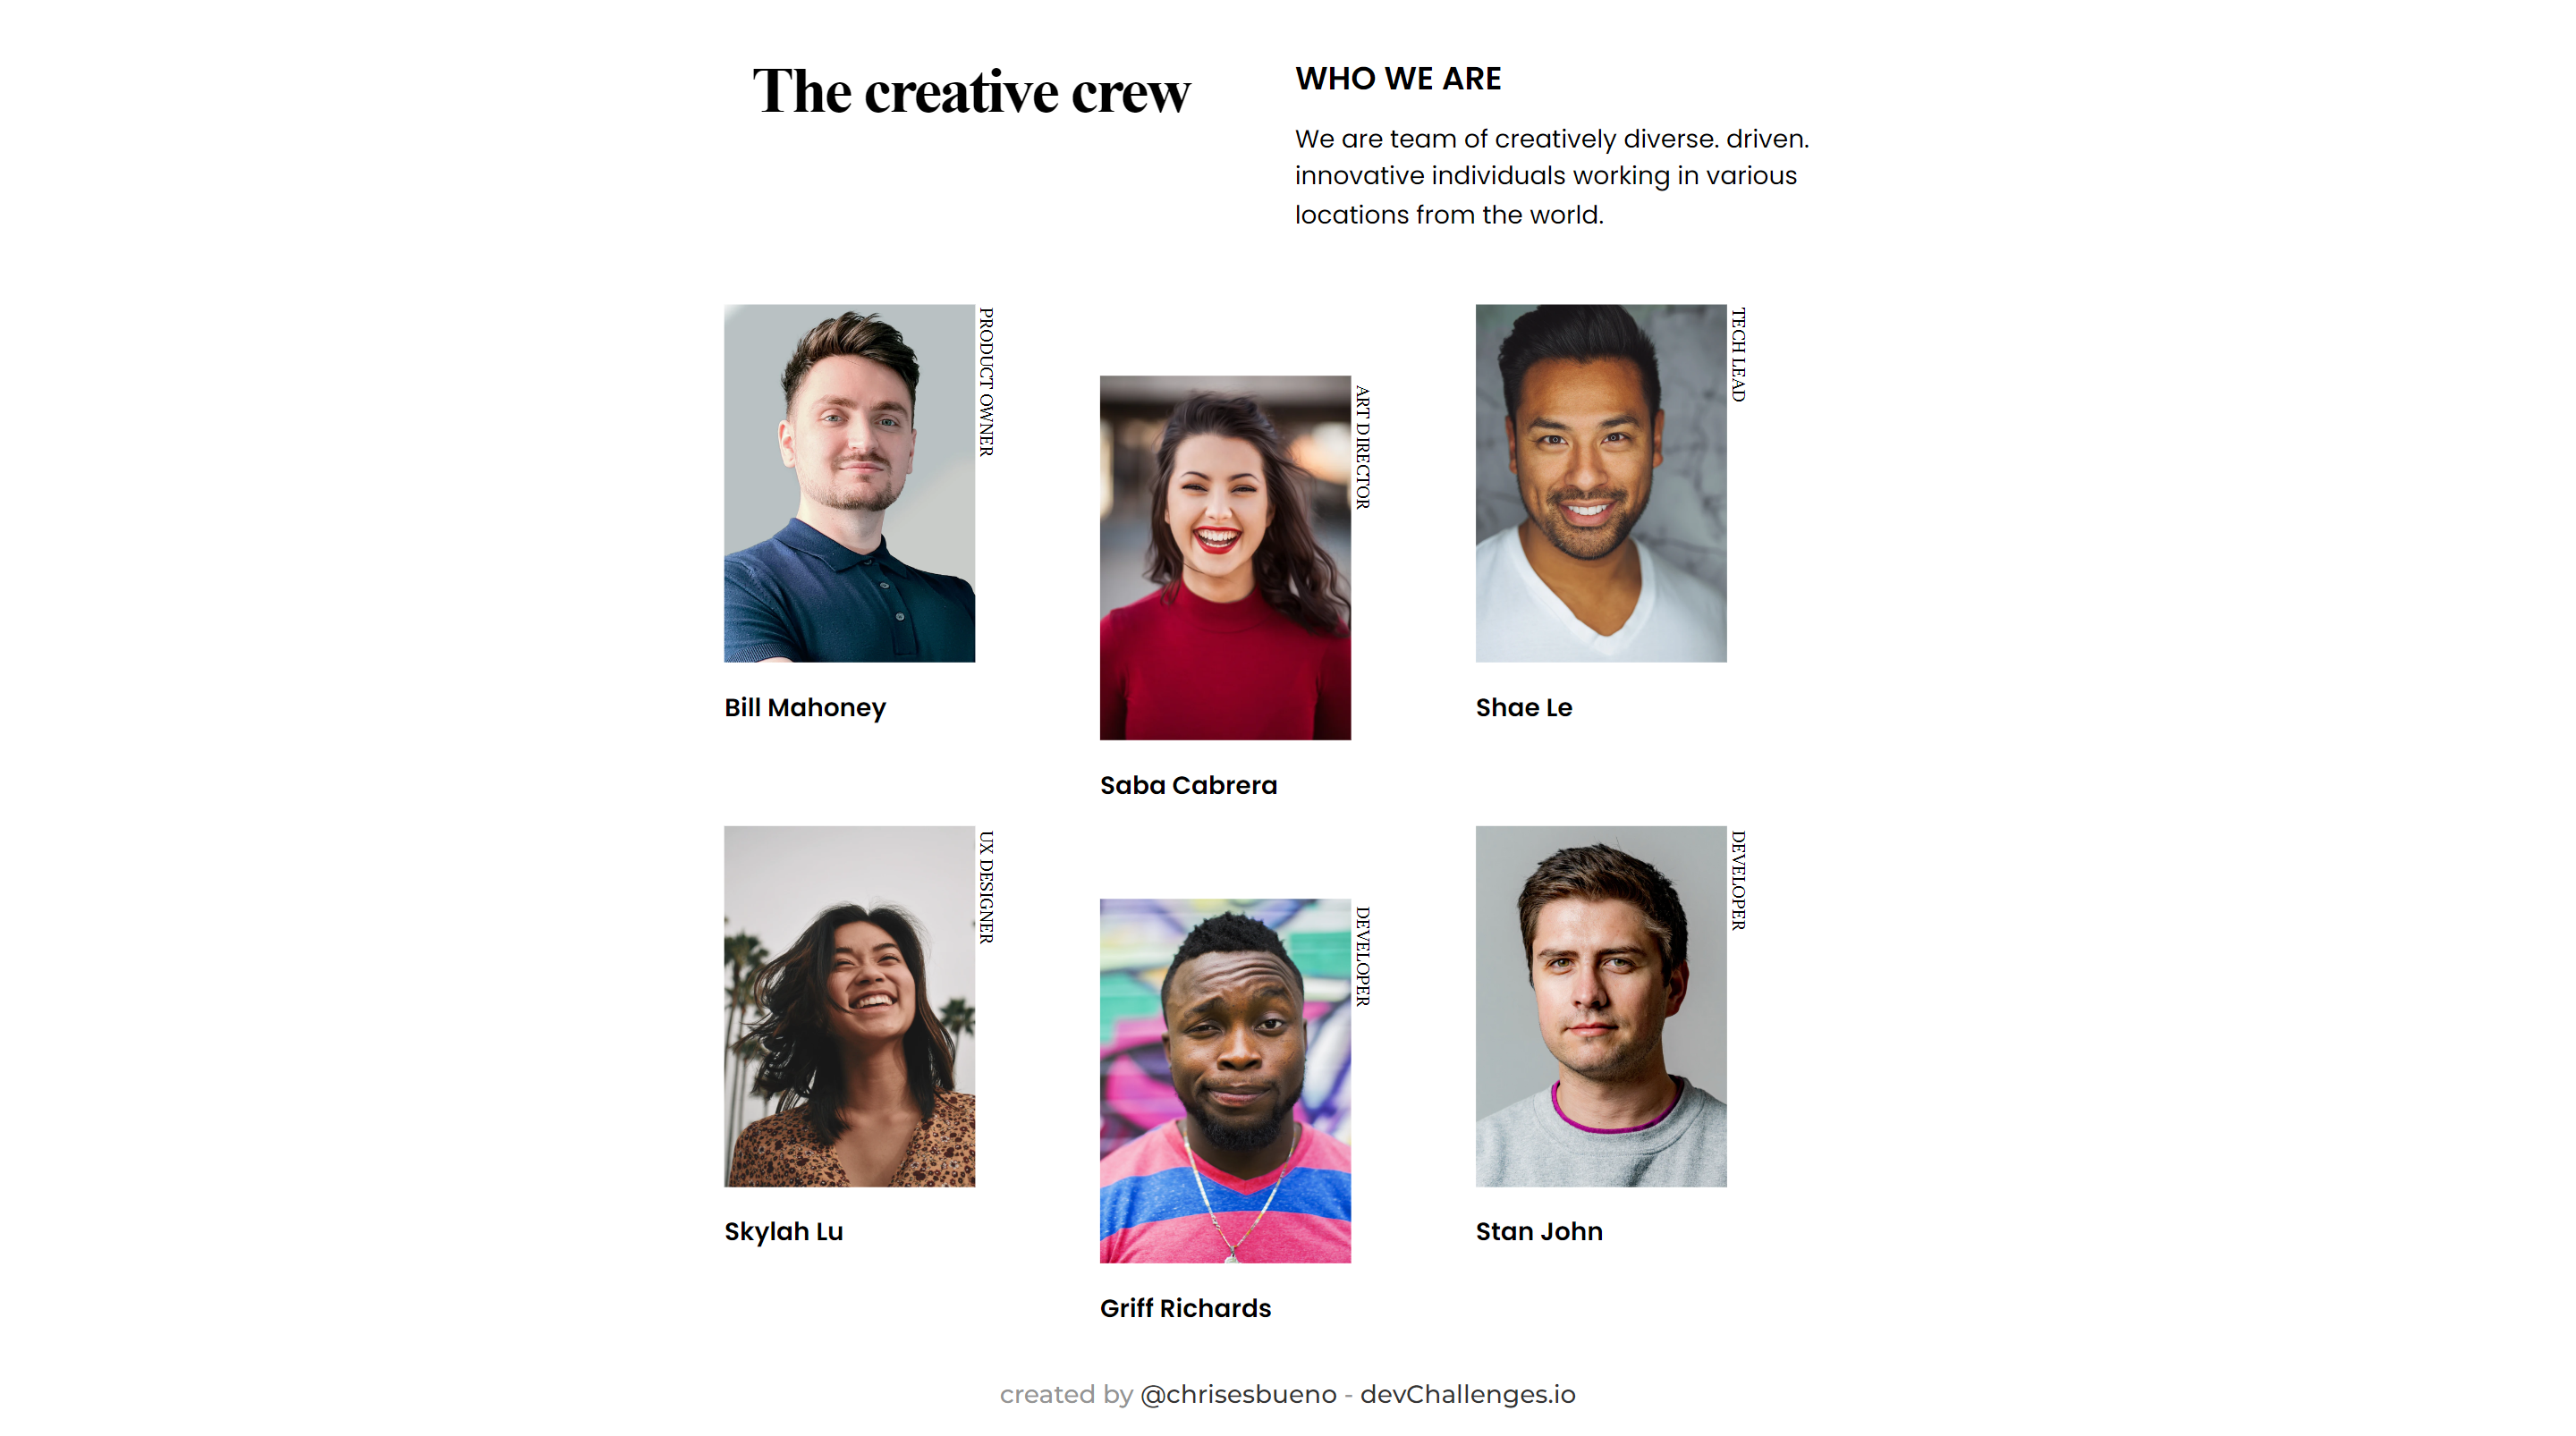 The creative crew
WHO WE ARE
We are team of creatively diverse. driven.
innovative individuals working in various
locations from the world.
PRODUCT OWNER
Bill Mahoney
ART DIRECTOR
Saba Cabrera
TECH LEAD
Shae Le
UX DESIGNER
Skylah Lu
DEVELOPER
Griff Richards
DEVELOPER
Stan John
created by @chrisesbueno - devChallenges.io